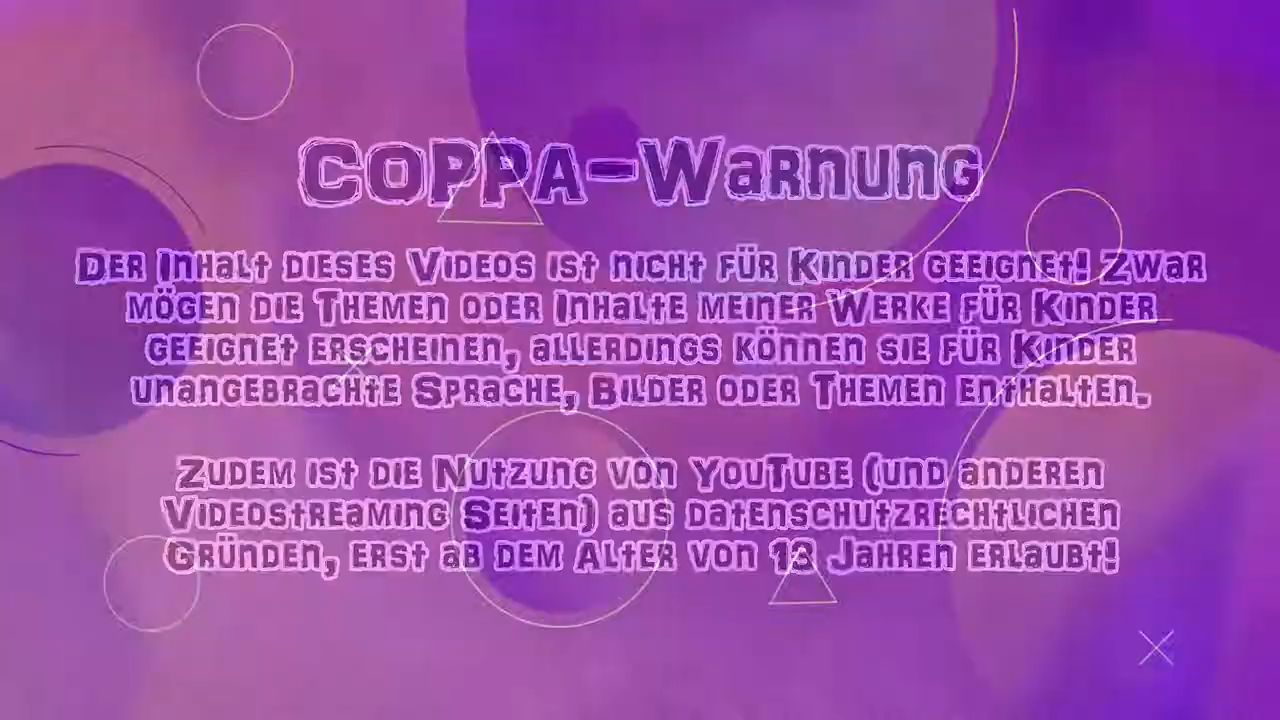 COPPA-Warnung
Der Inhalt dieses Videos ist nicht für Kinder geeignet! Zwar
mögen die Themen oder Inhalte meiner Werke für Kinder
geeignet erscheinen, allerdings können sie für Kinder
unangebrachte Sprache, Bilder oder Themen enthalten.
Zudem ist die Nutzung von YouTube (und anderen
Videostreaming Seiten) aus datenschutzrechtlichen
Gründen, erst ab dem Alter von 13 Jahren erlaubt!